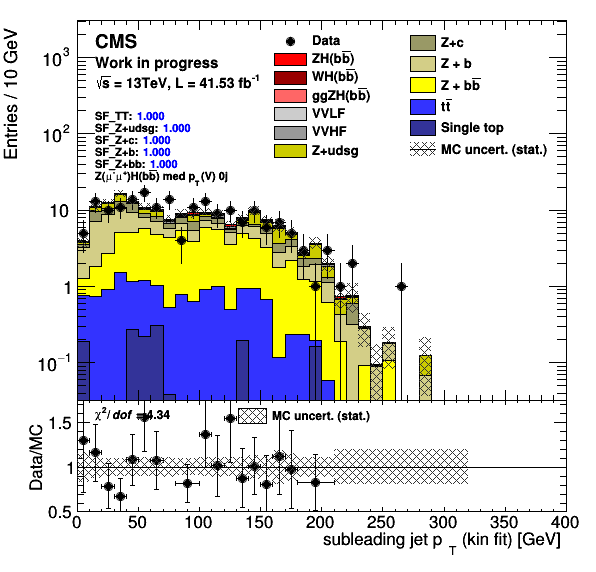 CMS
Work in progress
√s = 13TeV, L = 41.53 fb⁻¹
SF_TT: 1.000
SF_Z+udsg: 1.000
SF_Z+c: 1.000
SF_Z+b: 1.000
SF_Z+bb: 1.000
Z(μ⁻μ⁺)H(bb̅) med p_T(V) 0j
Data
ZH(bb̅)
WH(bb̅)
ggZH(bb̅)
VVLF
VVHF
Z+udsg
Z+c
Z + b
Z + bb̅
tt̅
Single top
MC uncert. (stat.)
Entries / 10 GeV
10³
10²
10
1
10⁻¹
χ²/dof = 4.34
MC uncert. (stat.)
Data/MC
1.5
1
0.5
0 50 100 150 200 250 300 350 400
subleading jet p_T (kin fit) [GeV]